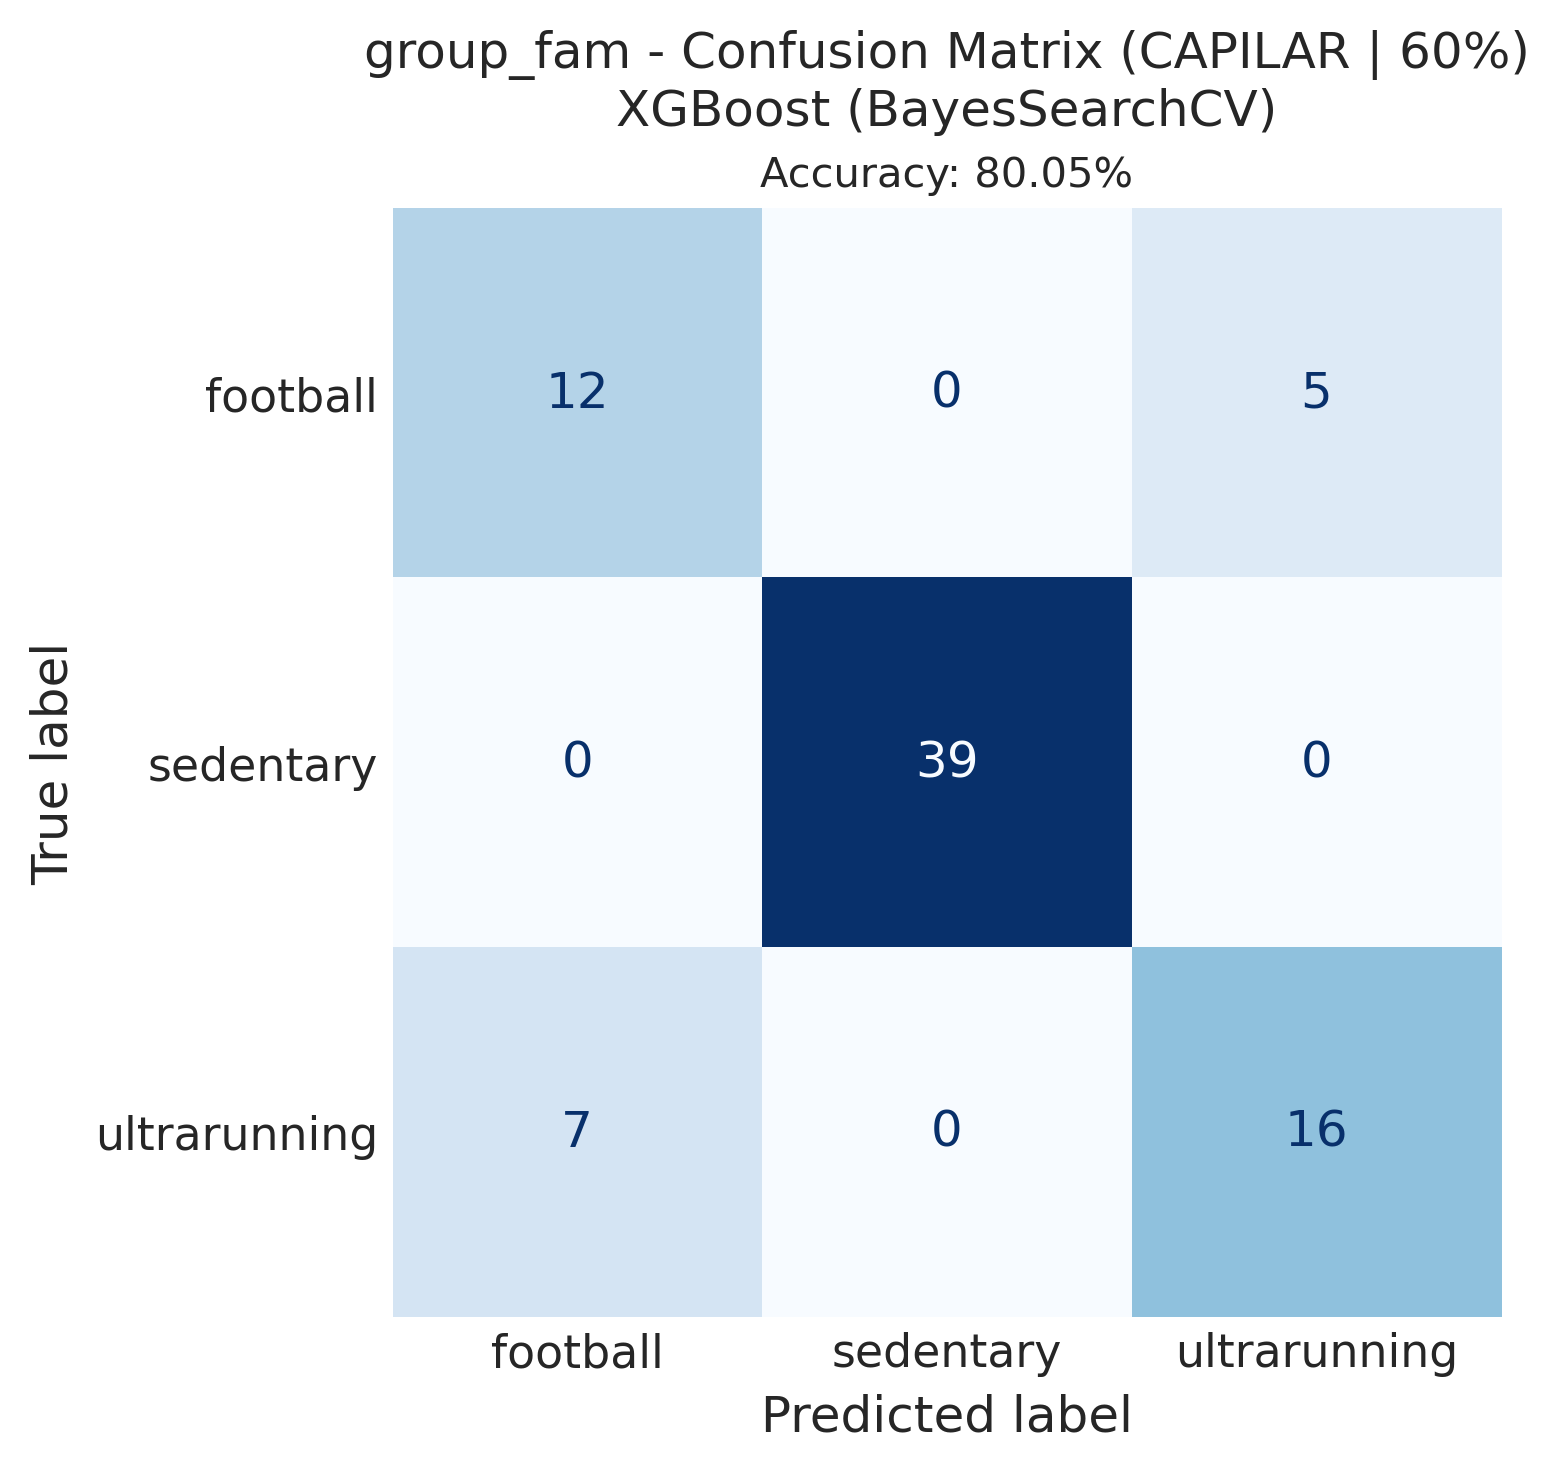 group_fam - Confusion Matrix (CAPILAR | 60%)
XGBoost (BayesSearchCV)
Accuracy: 80.05%
True label
football
12 0 5
sedentary
0 39 0
ultrarunning
7 0 16
football sedentary ultrarunning
Predicted label